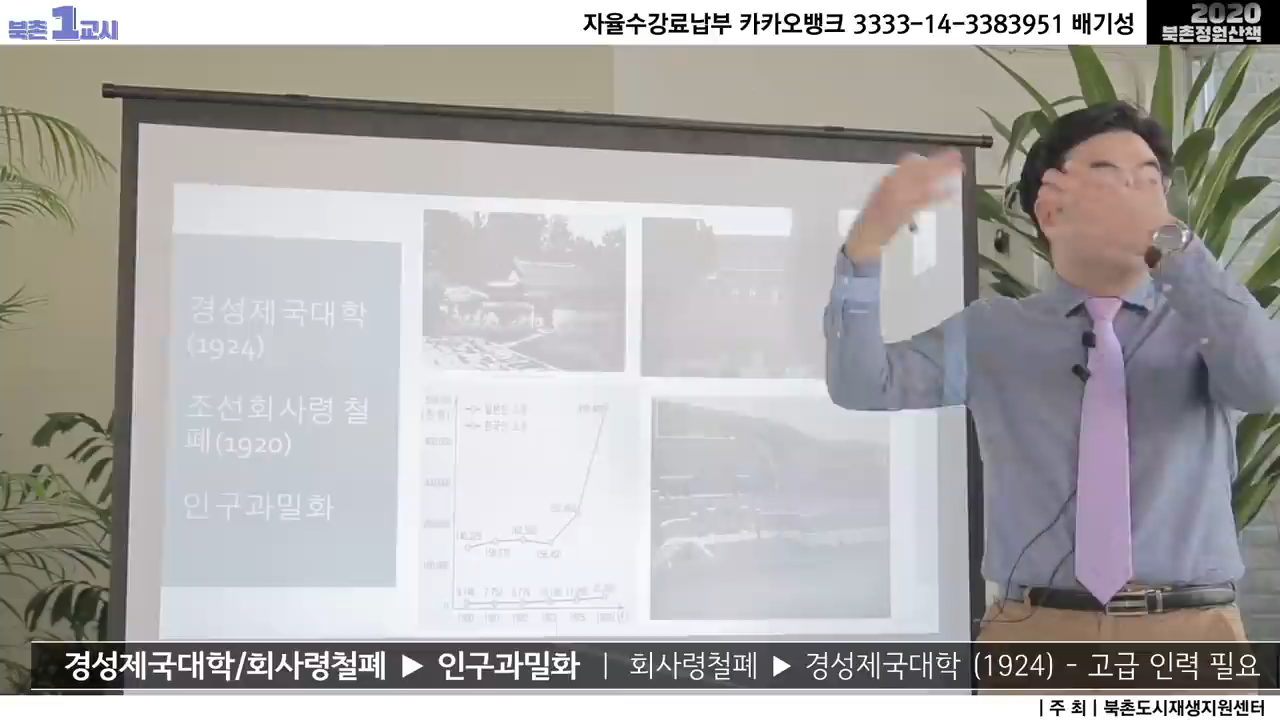 북촌1교시
자율수강료납부 카카오뱅크 3333-14-3383951 배기성
2020
북촌정원산책
경성제국대학
(1924)
조선회사령 철
폐(1920)
인구과밀화
경성제국대학/회사령철폐 ▶ 인구과밀화 | 회사령철폐 ▶ 경성제국대학 (1924) - 고급 인력 필요
| 주 최 | 북촌도시재생지원센터